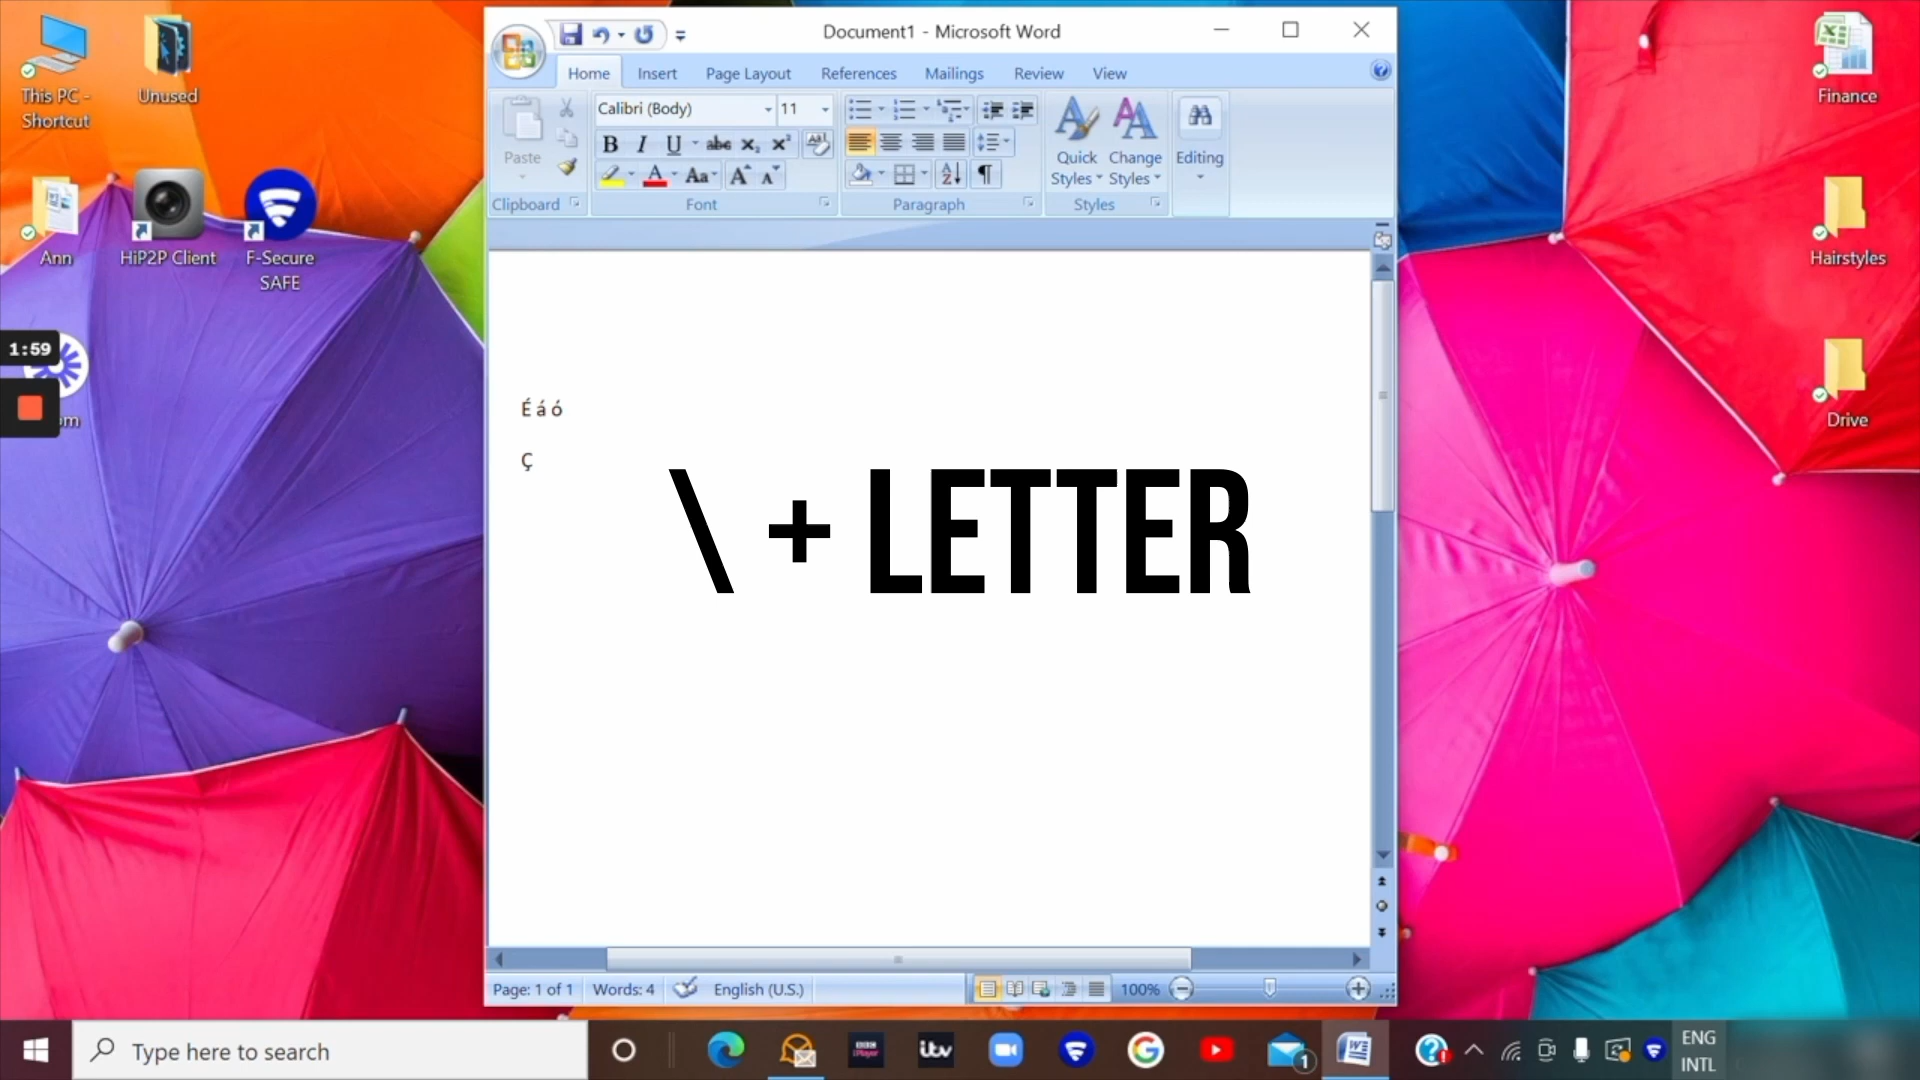 Document1 - Microsoft Word
Home Insert Page Layout References Mailings Review View
Calibri (Body) 11
Paste
Quick Styles
Change Styles
Editing
Clipboard Font Paragraph Styles
This PC - Shortcut
Unused
Ann
HiP2P Client
F-Secure SAFE
1:59
É á ó
Ç
\ + LETTER
Finance
Hairstyles
Drive
Page: 1 of 1 Words: 4 English (U.S.) 100%
Type here to search
itv
1
ENG
INTL